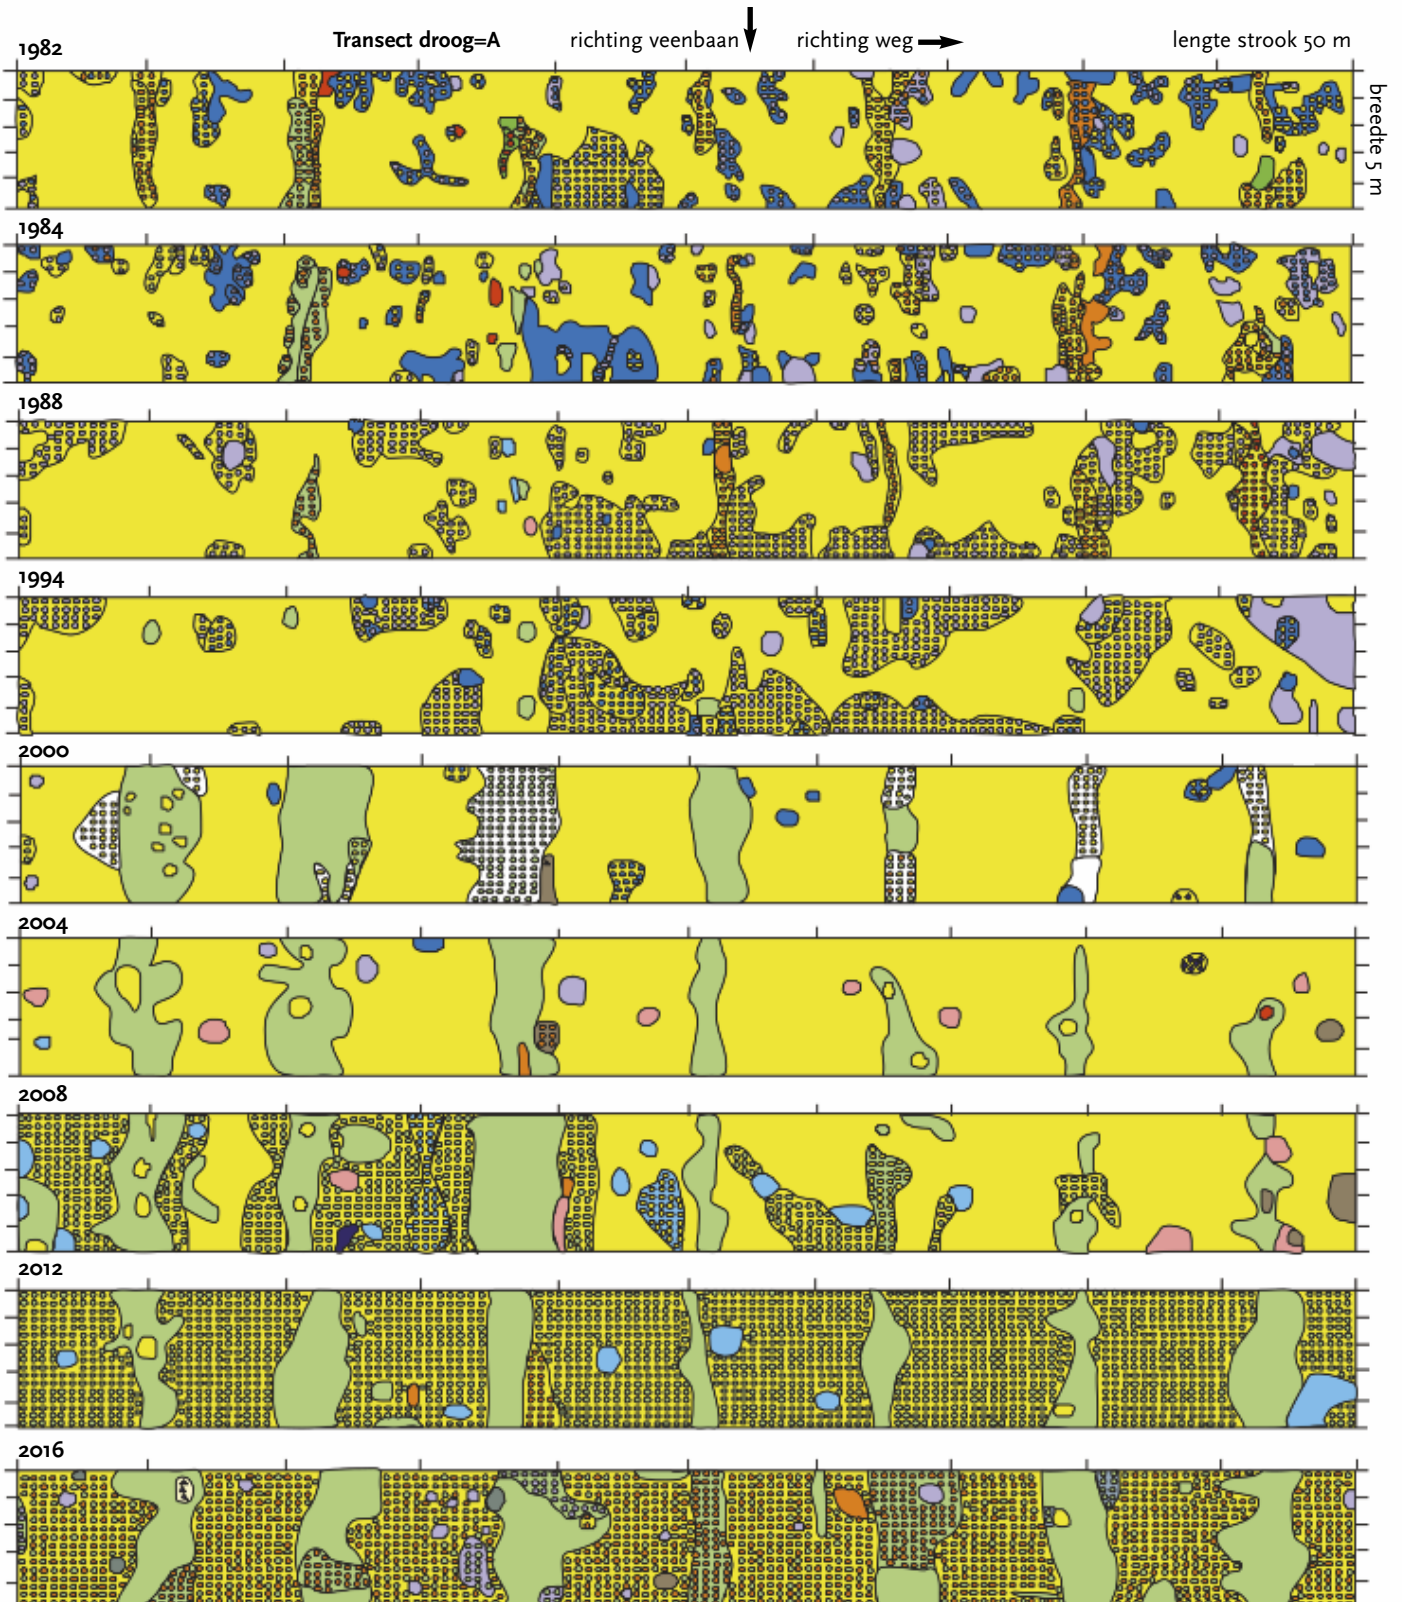 Transect droog=A
richting veenbaan
richting weg
lengte strook 50 m
breedte 5 m
1982
1984
1988
1994
2000
2004
2008
2012
2016